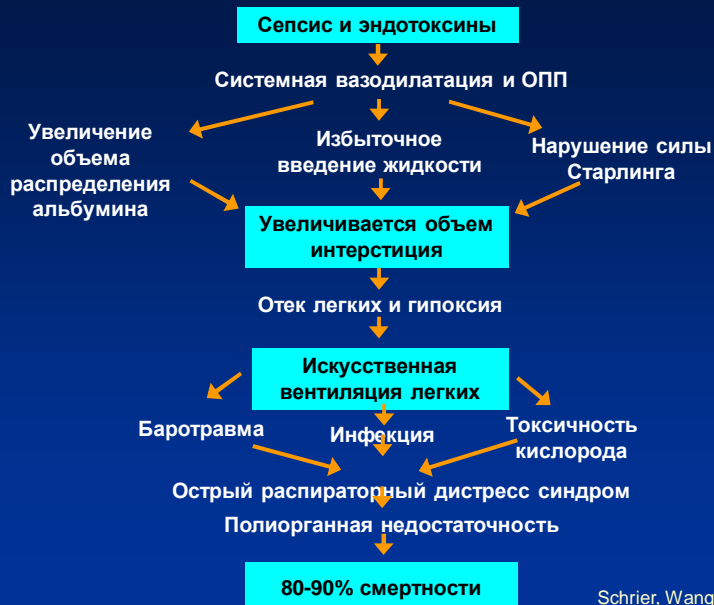 Сепсис и эндотоксины
Системная вазодилатация и ОПП
Увеличение
объема
распределения
альбумина
Избыточное
введение жидкости
Нарушение силы
Старлинга
Увеличивается объем
интерстиция
Отек легких и гипоксия
Искусственная
вентиляция легких
Баротравма
Инфекция
Токсичность
кислорода
Острый распираторный дистресс синдром
Полиорганная недостаточность
80-90% смертности
Schrier, Wang